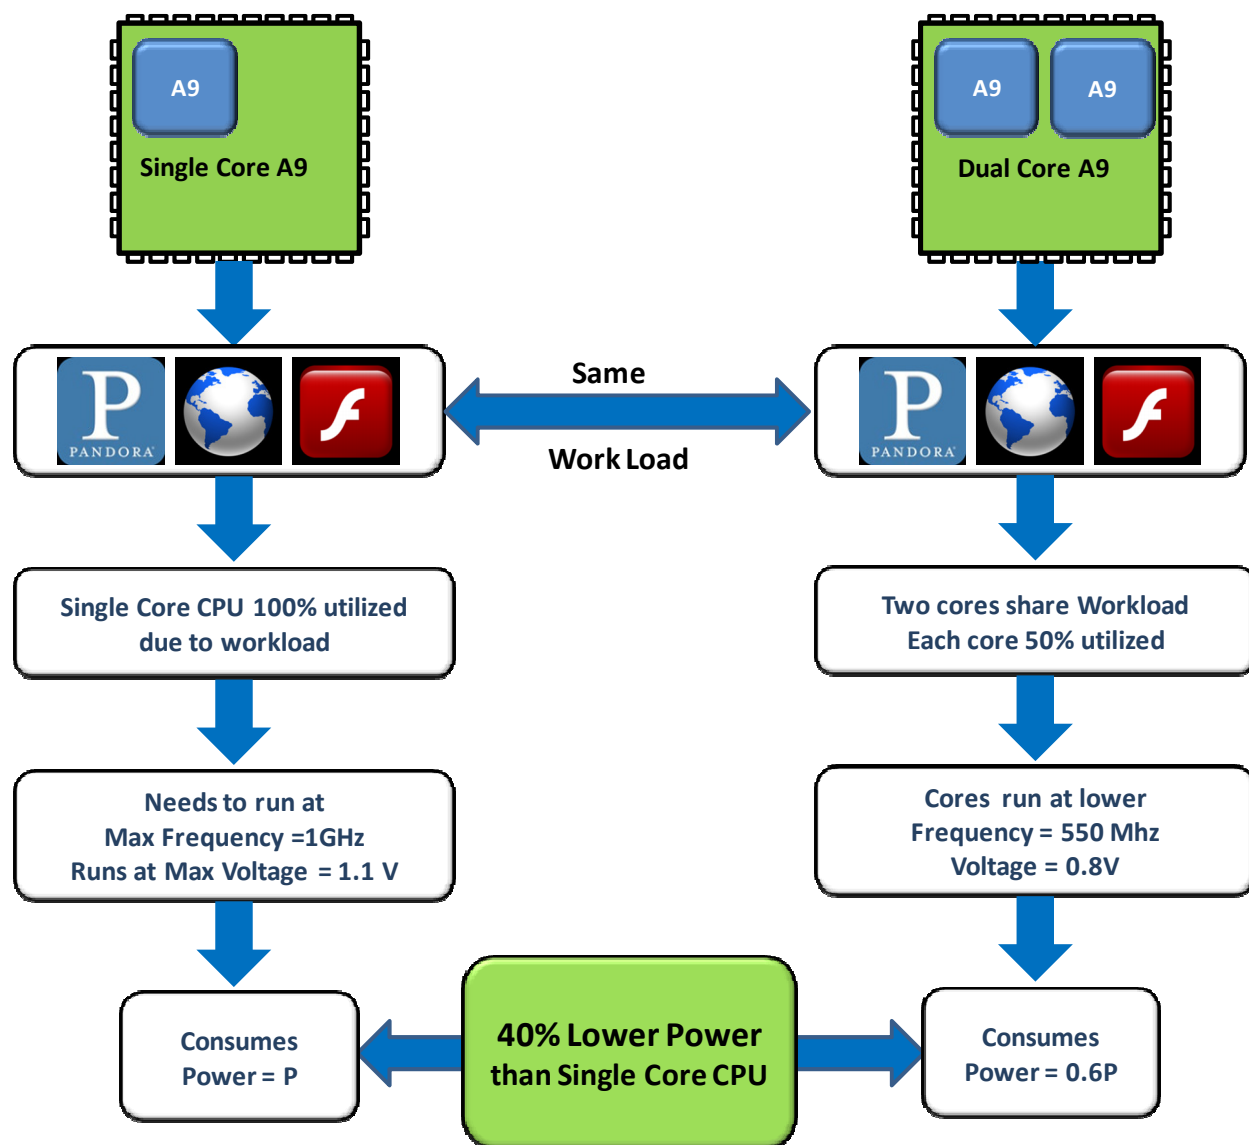 A9
Single Core A9
A9
A9
Dual Core A9
P
PANDORA
Same
Work Load
P
PANDORA
Single Core CPU 100% utilized
due to workload
Two cores share Workload
Each core 50% utilized
Needs to run at
Max Frequency =1GHz
Runs at Max Voltage = 1.1 V
Cores run at lower
Frequency = 550 Mhz
Voltage = 0.8V
Consumes
Power = P
40% Lower Power
than Single Core CPU
Consumes
Power = 0.6P